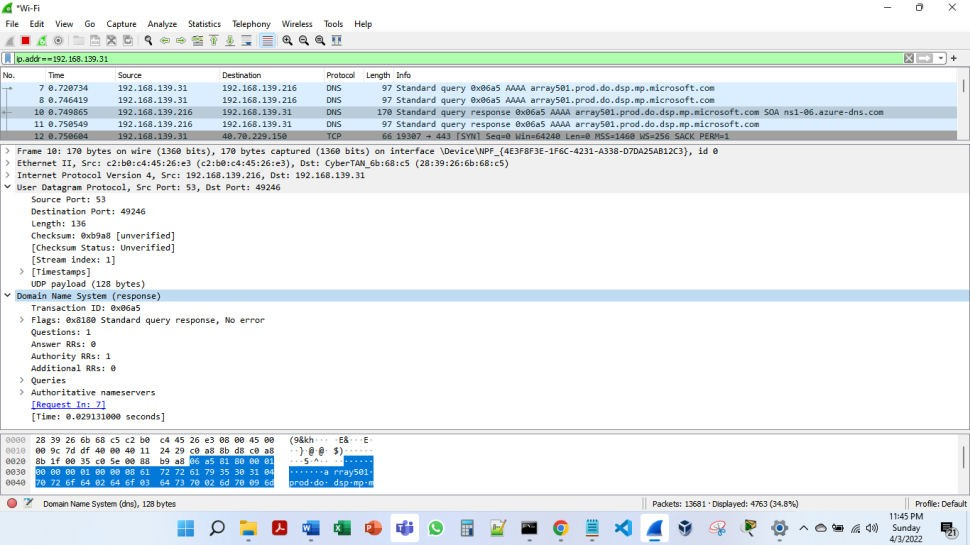 *Wi-Fi
File Edit View Go Capture Analyze Statistics Telephony Wireless Tools Help
ip.addr==192.168.139.31
No. Time Source Destination Protocol Length Info
7 0.720734 192.168.139.31 192.168.139.216 DNS 97 Standard query 0x06a5 AAAA array501.prod.do.dsp.mp.microsoft.com
8 0.746419 192.168.139.31 192.168.139.216 DNS 97 Standard query 0x06a5 AAAA array501.prod.do.dsp.mp.microsoft.com
10 0.749865 192.168.139.216 192.168.139.31 DNS 170 Standard query response 0x06a5 AAAA array501.prod.do.dsp.mp.microsoft.com SOA ns1-06.azure-dns.com
11 0.750549 192.168.139.216 192.168.139.31 DNS 97 Standard query response 0x06a5 AAAA array501.prod.do.dsp.mp.microsoft.com
12 0.750604 192.168.139.31 40.70.229.150 TCP 66 19307 → 443 [SYN] Seq=0 Win=64240 Len=0 MSS=1460 WS=256 SACK_PERM=1
Frame 10: 170 bytes on wire (1360 bits), 170 bytes captured (1360 bits) on interface \Device\NPF_{4E3F8F3E-1F6C-4231-A338-D7DA25AB12C3}, id 0
Ethernet II, Src: c2:b0:c4:45:26:e3 (c2:b0:c4:45:26:e3), Dst: CyberTAN_6b:68:c5 (28:39:26:6b:68:c5)
Internet Protocol Version 4, Src: 192.168.139.216, Dst: 192.168.139.31
User Datagram Protocol, Src Port: 53, Dst Port: 49246
Source Port: 53
Destination Port: 49246
Length: 136
Checksum: 0xb9a8 [unverified]
[Checksum Status: Unverified]
[Stream index: 1]
[Timestamps]
UDP payload (128 bytes)
Domain Name System (response)
Transaction ID: 0x06a5
Flags: 0x8180 Standard query response, No error
Questions: 1
Answer RRs: 0
Authority RRs: 1
Additional RRs: 0
Queries
Authoritative nameservers
[Request In: 7]
[Time: 0.029131000 seconds]
0000 28 39 26 6b 68 c5 c2 b0 c4 45 26 e3 08 00 45 00 (9&kh··· ·E&···E·
0010 00 9c 7d df 40 00 40 11 24 29 c0 a8 8b d8 c0 a8 ··}·@·@· $)······
0020 8b 1f 00 35 c0 5e 00 88 b9 a8 06 a5 81 80 00 01 ···5·^·· ········
0030 00 00 00 01 00 00 08 61 72 72 61 79 35 30 31 04 ·······a rray501·
0040 70 72 6f 64 02 64 6f 03 64 73 70 02 6d 70 09 6d prod·do· dsp·mp·m
Domain Name System (dns), 128 bytes Packets: 13681 · Displayed: 4763 (34.8%) Profile: Default
11:45 PM
Sunday
4/3/2022
21